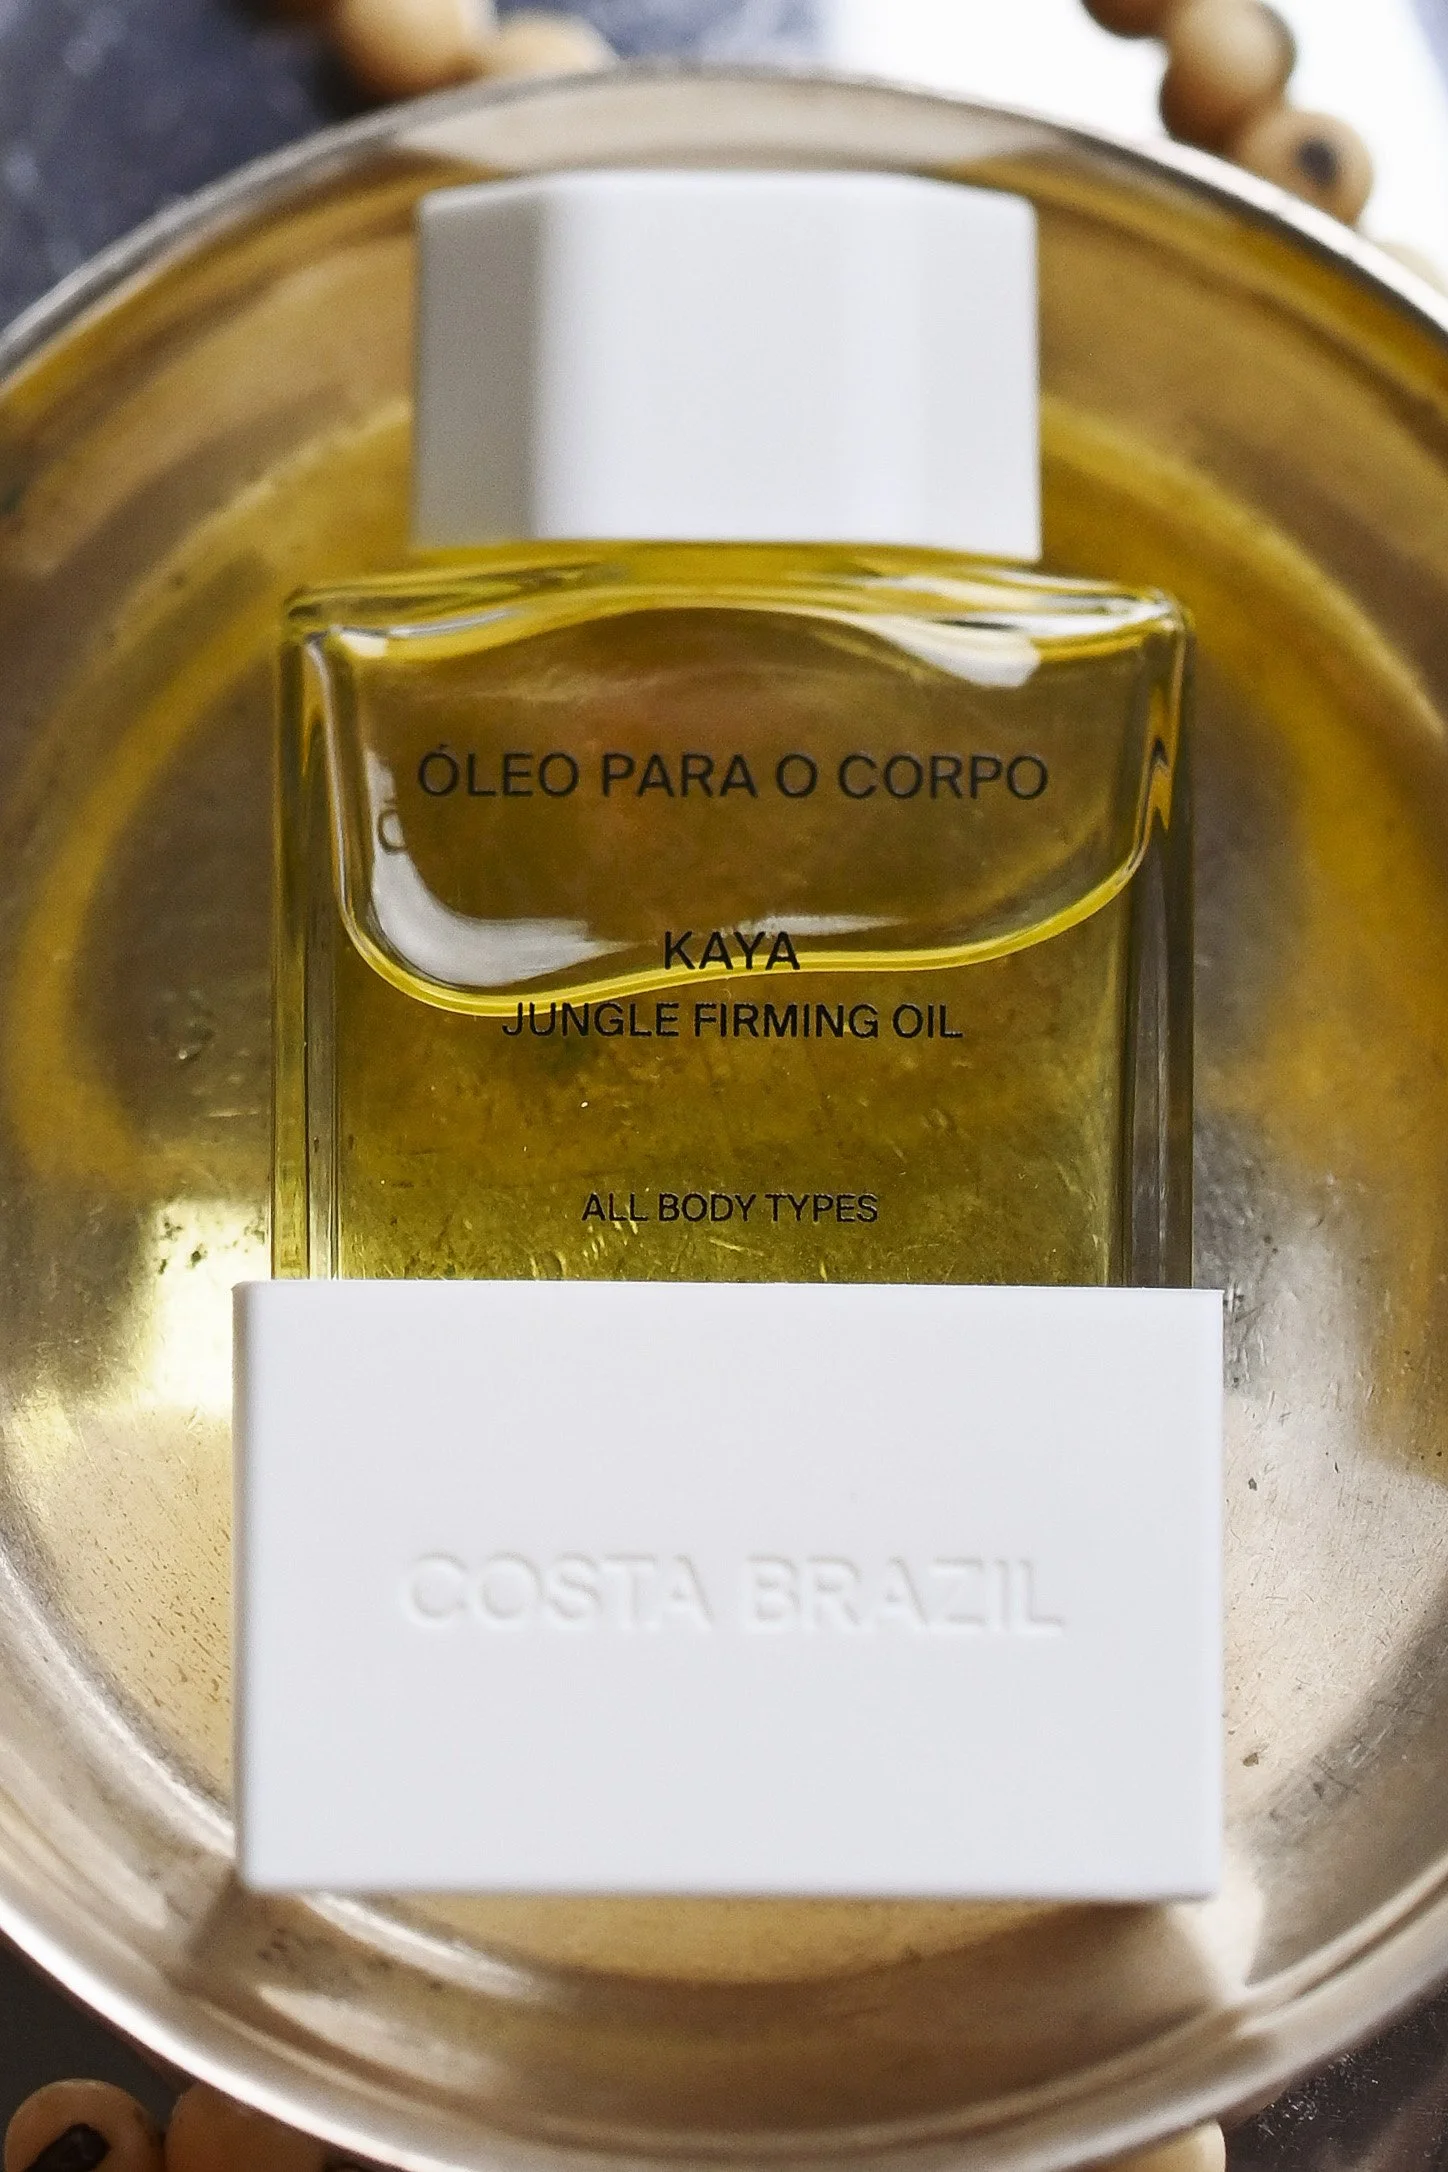 ÓLEO PARA O CORPO
KAYA
JUNGLE FIRMING OIL
ALL BODY TYPES
COSTA BRAZIL